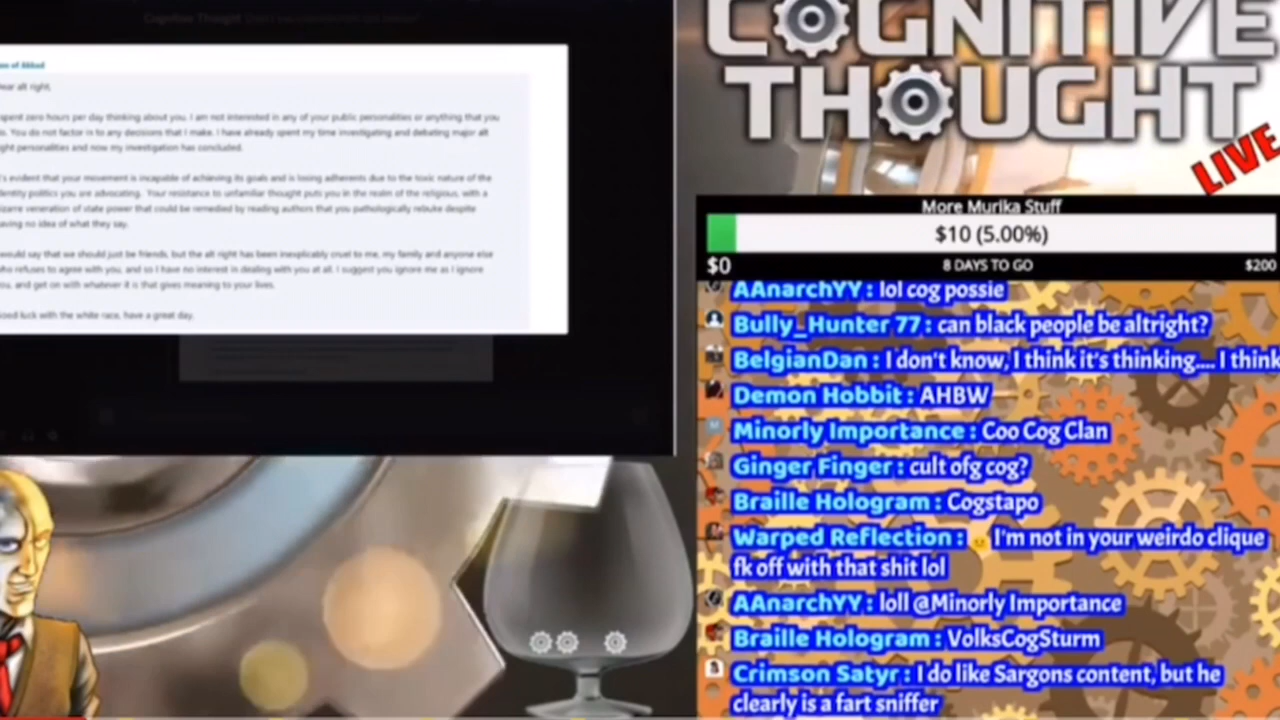 Cognitive Thought
of Akkad
ear alt right,
spent zero hours per day thinking about you. I am not interested in any of your public personalities or anything that you
o. You do not factor in to any decisions that I make. I have already spent my time investigating and debating major alt
ght personalities and now my investigation has concluded.
's evident that your movement is incapable of achieving its goals and is losing adherents due to the toxic nature of the
dentity politics you are advocating. Your resistance to unfamiliar thought puts you in the realm of the religious, with a
izarre veneration of state power that could be remedied by reading authors that you pathologically rebuke despite
aving no idea of what they say.
would say that we should just be friends, but the alt right has been inexplicably cruel to me, my family and anyone else
ho refuses to agree with you, and so I have no interest in dealing with you at all. I suggest you ignore me as I ignore
ou, and get on with whatever it is that gives meaning to your lives.
ood luck with the white race, have a great day.
COGNITIVE
THOUGHT
LIVE
More Murika Stuff
$10 (5.00%)
$0 8 DAYS TO GO $200
AAnarchYY : lol cog possie
Bully_Hunter 77 : can black people be altright?
BelgianDan : I don't know, I think it's thinking.... I think
Demon Hobbit : AHBW
Minorly Importance : Coo Cog Clan
Ginger Finger : cult ofg cog?
Braille Hologram : Cogstapo
Warped Reflection : I'm not in your weirdo clique
fk off with that shit lol
AAnarchYY : loll @Minorly Importance
Braille Hologram : VolksCogSturm
Crimson Satyr : I do like Sargons content, but he
clearly is a fart sniffer